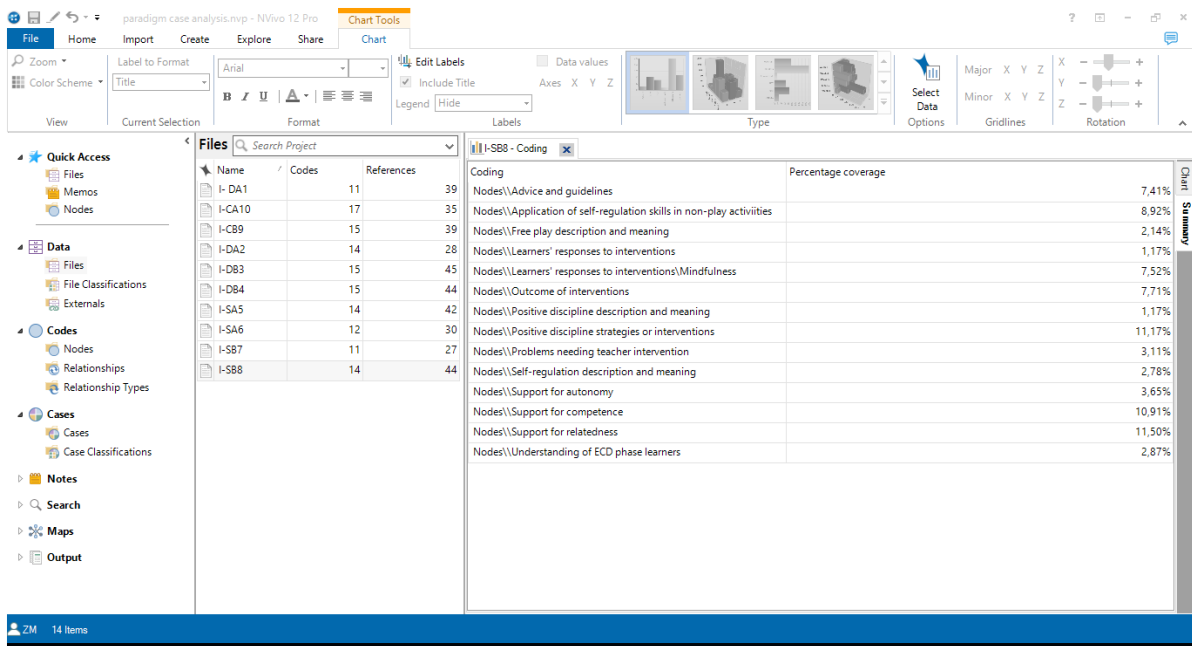 paradigm case analysis.nvp - NVivo 12 Pro Chart Tools ?
File Home Import Create Explore Share Chart
Zoom Label to Format Arial Edit Labels Data values Major X Y Z X - +
Color Scheme Title B I U A Include Title Axes X Y Z Select Data Minor X Y Z Y - +
Legend Hide Z - +
View Current Selection Format Labels Type Options Gridlines Rotation
Quick Access
Files
Memos
Nodes
Data
Files
File Classifications
Externals
Codes
Nodes
Relationships
Relationship Types
Cases
Cases
Case Classifications
Notes
Search
Maps
Output
Files Search Project
Name Codes References
I- DA1 11 39
I-CA10 17 35
I-CB9 15 39
I-DA2 14 28
I-DB3 15 45
I-DB4 15 44
I-SA5 14 42
I-SA6 12 30
I-SB7 11 27
I-SB8 14 44
I-SB8 - Coding x
Coding Percentage coverage
Nodes\\Advice and guidelines 7,41%
Nodes\\Application of self-regulation skills in non-play activiities 8,92%
Nodes\\Free play description and meaning 2,14%
Nodes\\Learners' responses to interventions 1,17%
Nodes\\Learners' responses to interventions\Mindfulness 7,52%
Nodes\\Outcome of interventions 7,71%
Nodes\\Positive discipline description and meaning 1,17%
Nodes\\Positive discipline strategies or interventions 11,17%
Nodes\\Problems needing teacher intervention 3,11%
Nodes\\Self-regulation description and meaning 2,78%
Nodes\\Support for autonomy 3,65%
Nodes\\Support for competence 10,91%
Nodes\\Support for relatedness 11,50%
Nodes\\Understanding of ECD phase learners 2,87%
Chart
Summary
ZM 14 Items